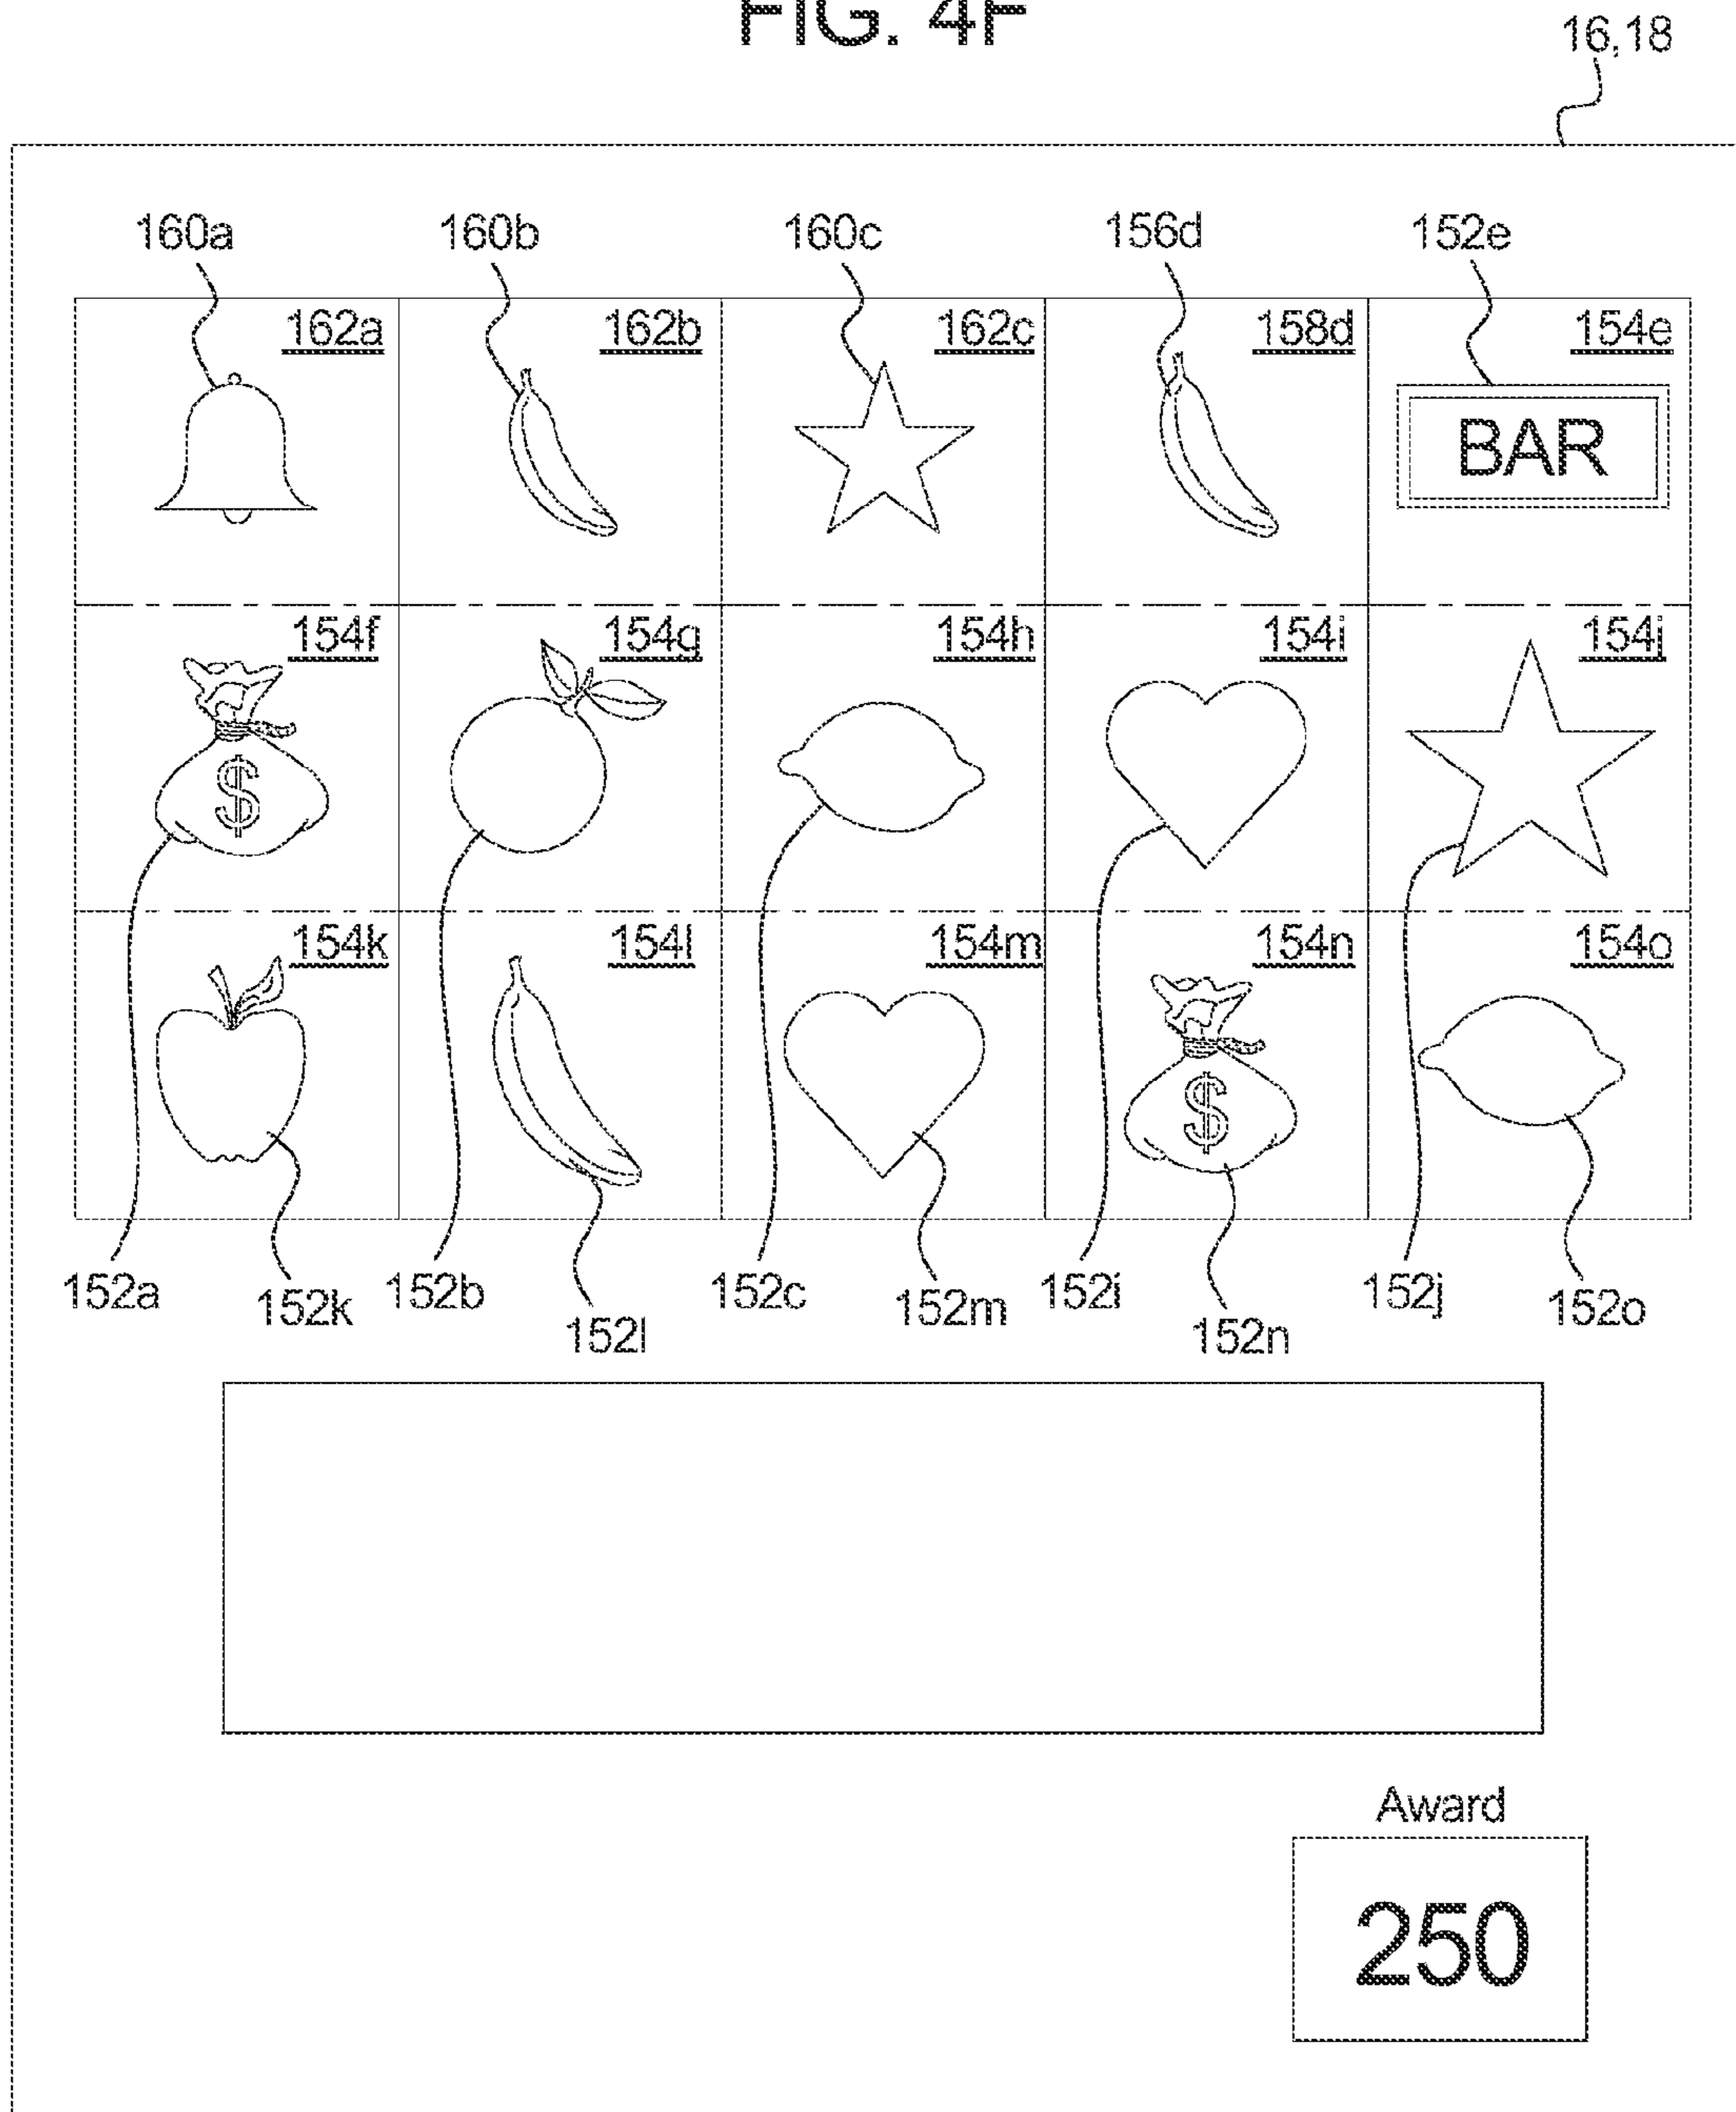 FIG. 4F
16,18
160a 160b 160c 156d 152e
162a 162b 162c 158d 154e
BAR
154f 154g 154h 154i 154j
$
154k 154l 154m 154n 154o
$
152a 152k 152b 152l 152c 152m 152i 152n 152j 152o
Award
250